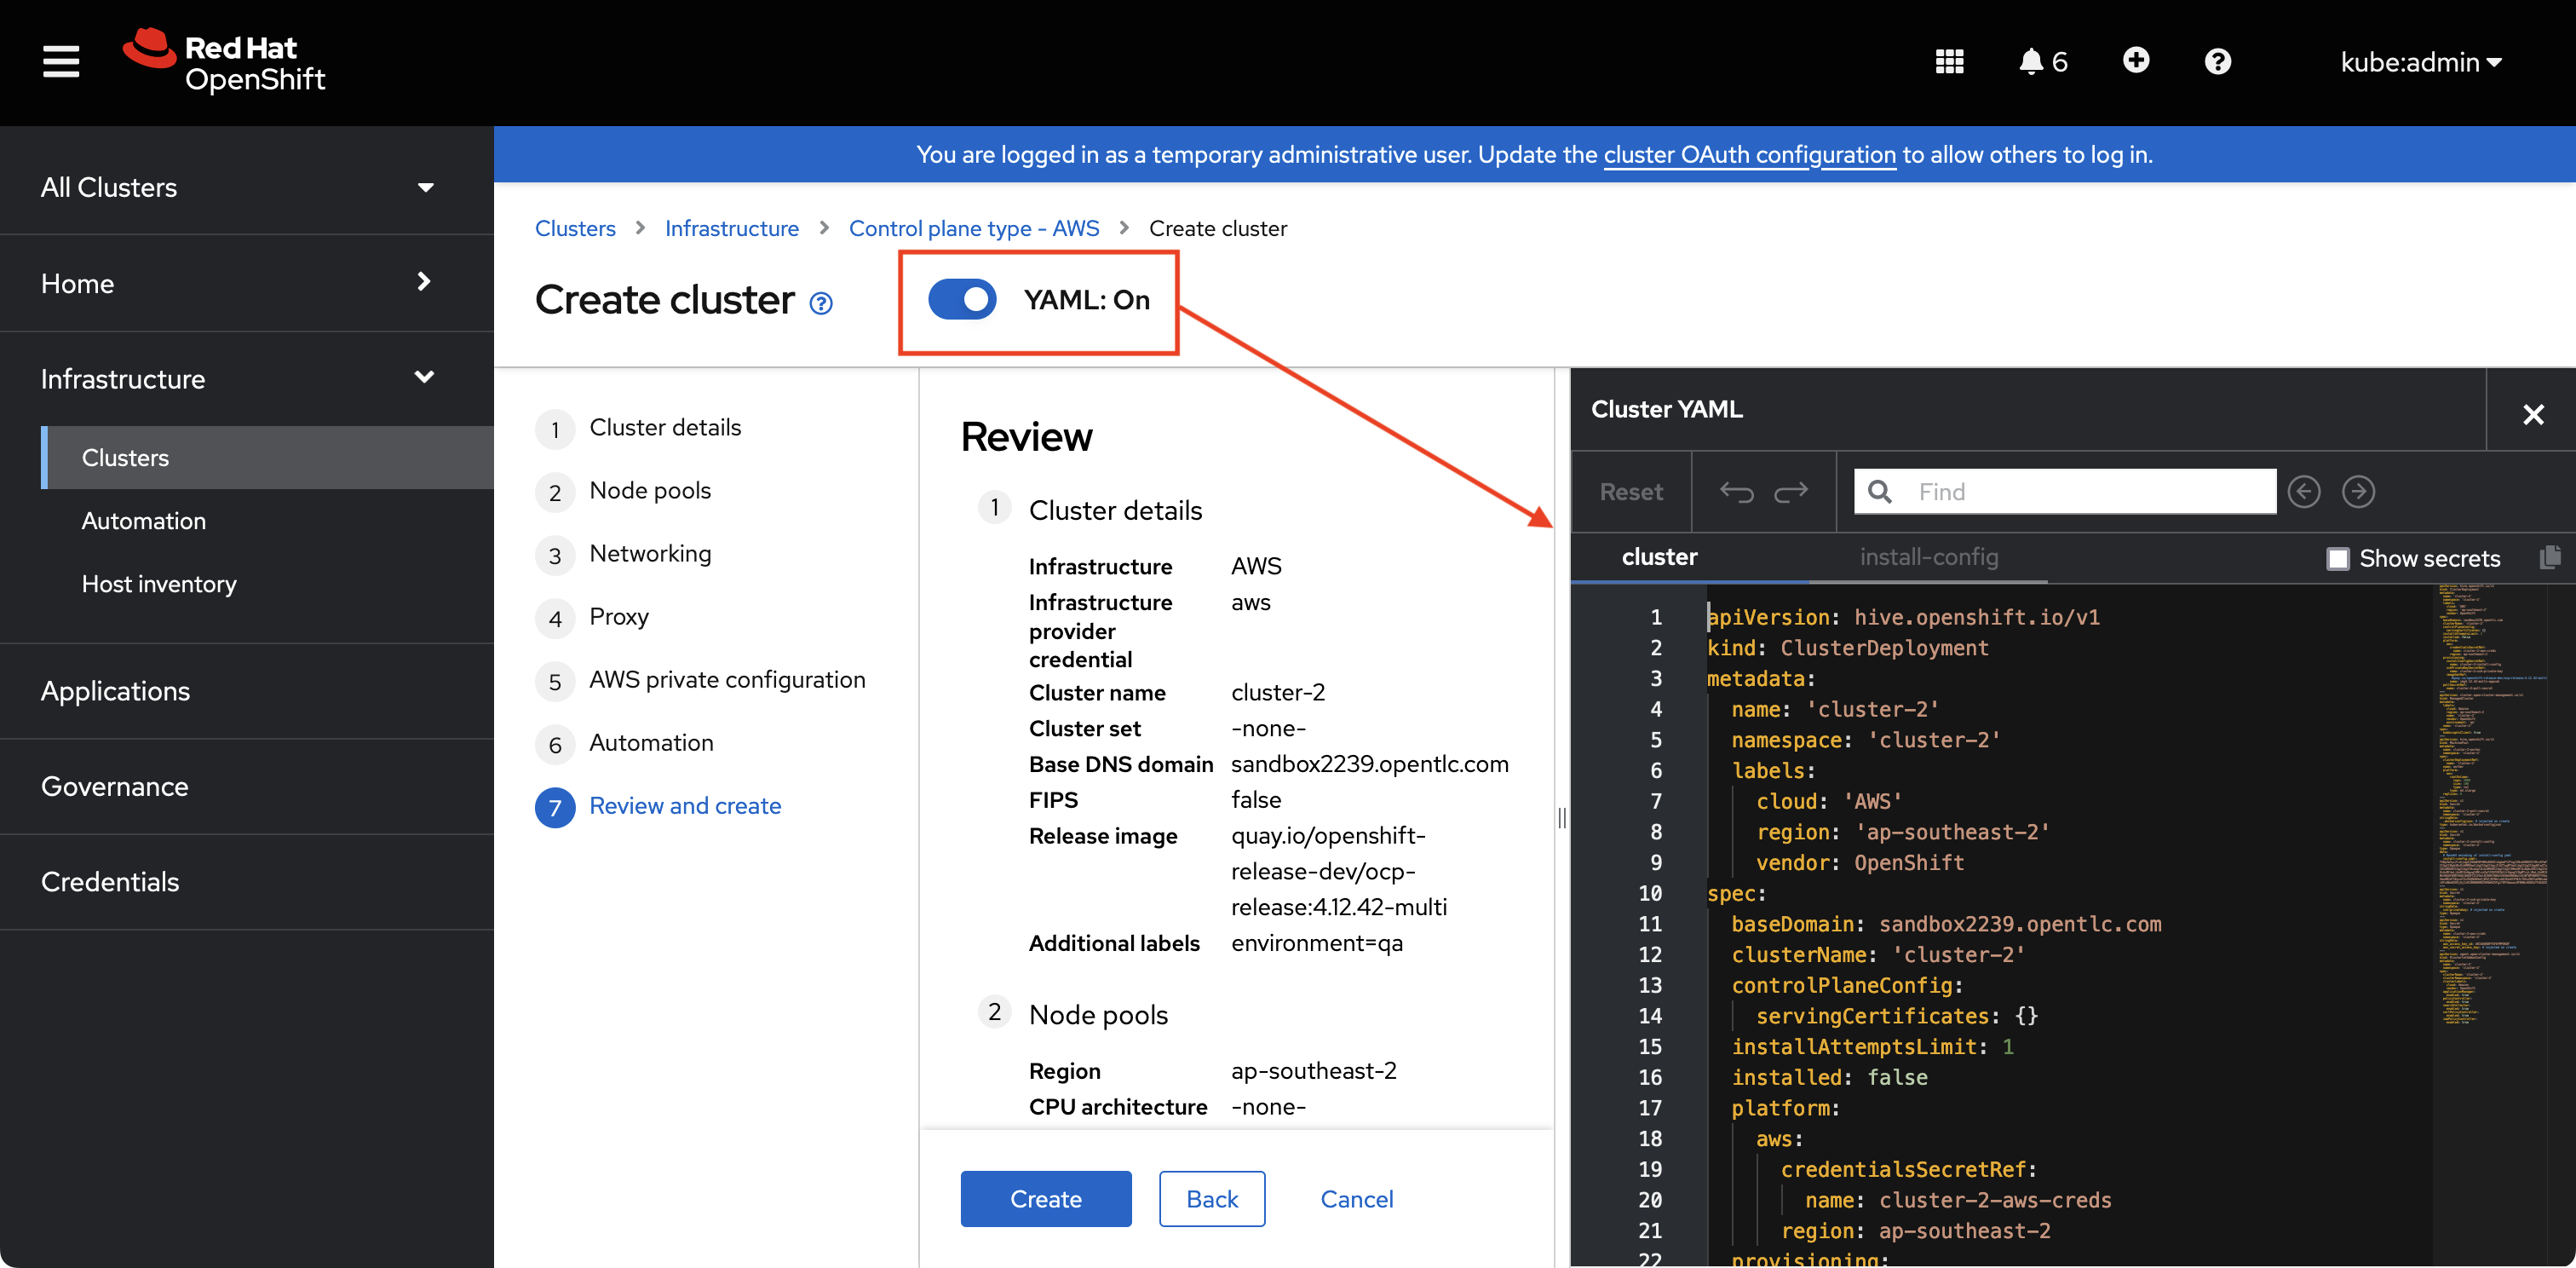 Red Hat
OpenShift
6
kube:admin
You are logged in as a temporary administrative user. Update the cluster OAuth configuration to allow others to log in.
All Clusters
Home
Infrastructure
Clusters
Automation
Host inventory
Applications
Governance
Credentials
Clusters > Infrastructure > Control plane type - AWS > Create cluster
Create cluster
YAML: On
1 Cluster details
2 Node pools
3 Networking
4 Proxy
5 AWS private configuration
6 Automation
7 Review and create
Review
1 Cluster details
Infrastructure AWS
Infrastructure aws
provider
credential
Cluster name cluster-2
Cluster set -none-
Base DNS domain sandbox2239.opentlc.com
FIPS false
Release image quay.io/openshift-
release-dev/ocp-
release:4.12.42-multi
Additional labels environment=qa
2 Node pools
Region ap-southeast-2
CPU architecture -none-
Create Back Cancel
Cluster YAML
Reset Find
cluster install-config Show secrets
1 apiVersion: hive.openshift.io/v1
2 kind: ClusterDeployment
3 metadata:
4 name: 'cluster-2'
5 namespace: 'cluster-2'
6 labels:
7 cloud: 'AWS'
8 region: 'ap-southeast-2'
9 vendor: OpenShift
10 spec:
11 baseDomain: sandbox2239.opentlc.com
12 clusterName: 'cluster-2'
13 controlPlaneConfig:
14 servingCertificates: {}
15 installAttemptsLimit: 1
16 installed: false
17 platform:
18 aws:
19 credentialsSecretRef:
20 name: cluster-2-aws-creds
21 region: ap-southeast-2
22 provisioning: